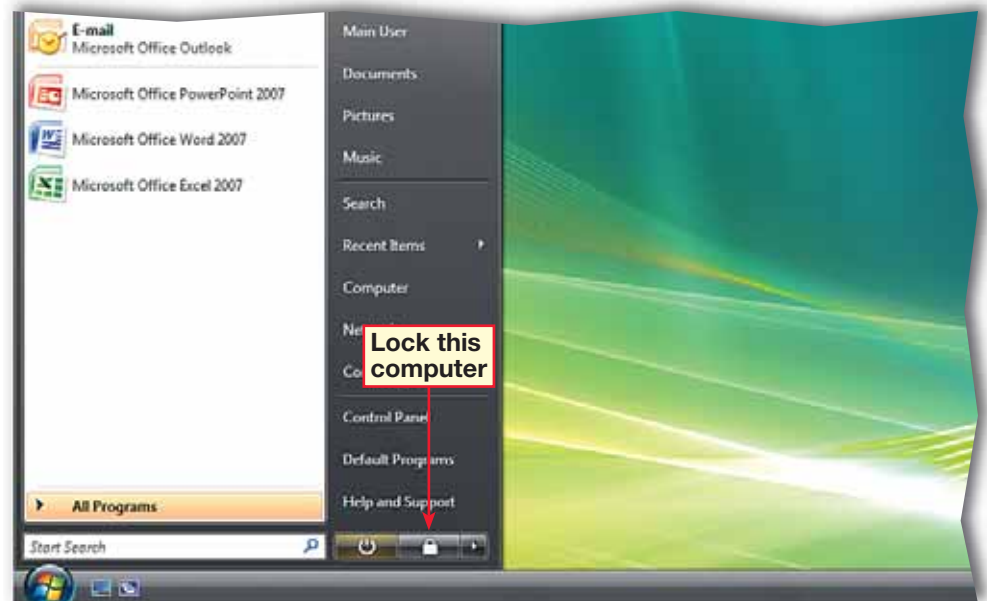 E-mail
Microsoft Office Outlook
Microsoft Office PowerPoint 2007
Microsoft Office Word 2007
Microsoft Office Excel 2007
All Programs
Start Search
Main User
Documents
Pictures
Music
Search
Recent Items
Computer
Lock this
computer
Control Panel
Default Programs
Help and Support